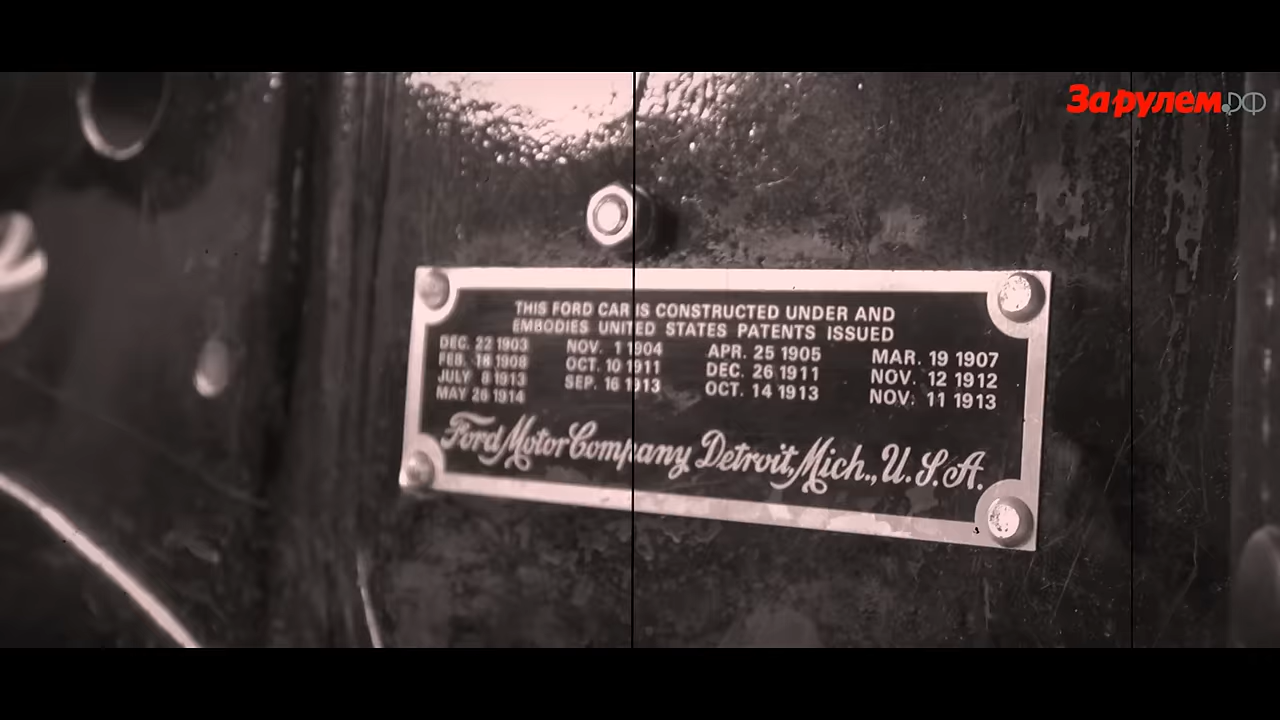 За рулем.РФ
THIS FORD CAR IS CONSTRUCTED UNDER AND
EMBODIES UNITED STATES PATENTS ISSUED
DEC. 22 1903 NOV. 1 1904 APR. 25 1905 MAR. 19 1907
FEB. 18 1908 OCT. 10 1911 DEC. 26 1911 NOV. 12 1912
JULY 8 1913 SEP. 16 1913 OCT. 14 1913 NOV. 11 1913
MAY 26 1914
Ford Motor Company Detroit, Mich., U.S.A.